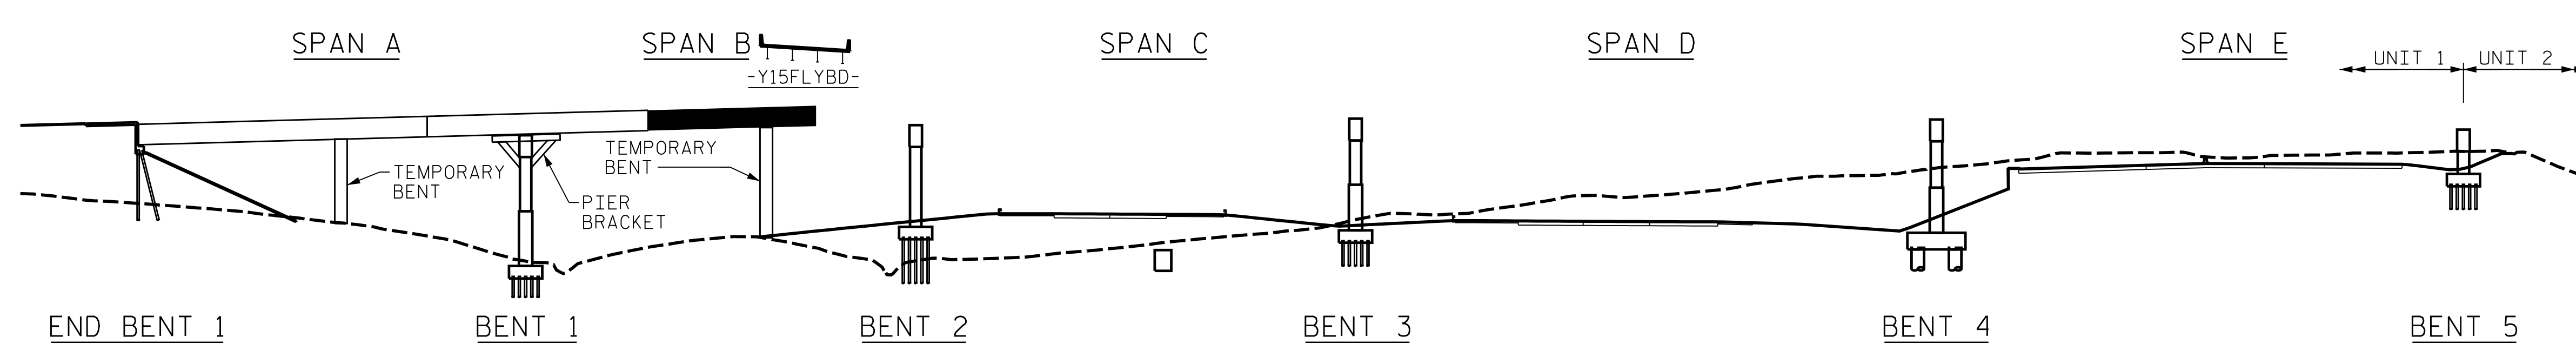 SPAN A
SPAN B
SPAN C
SPAN D
SPAN E
UNIT 1
UNIT 2
-Y15FLYBD-
TEMPORARY
BENT
PIER
BRACKET
TEMPORARY
BENT
END BENT 1
BENT 1
BENT 2
BENT 3
BENT 4
BENT 5